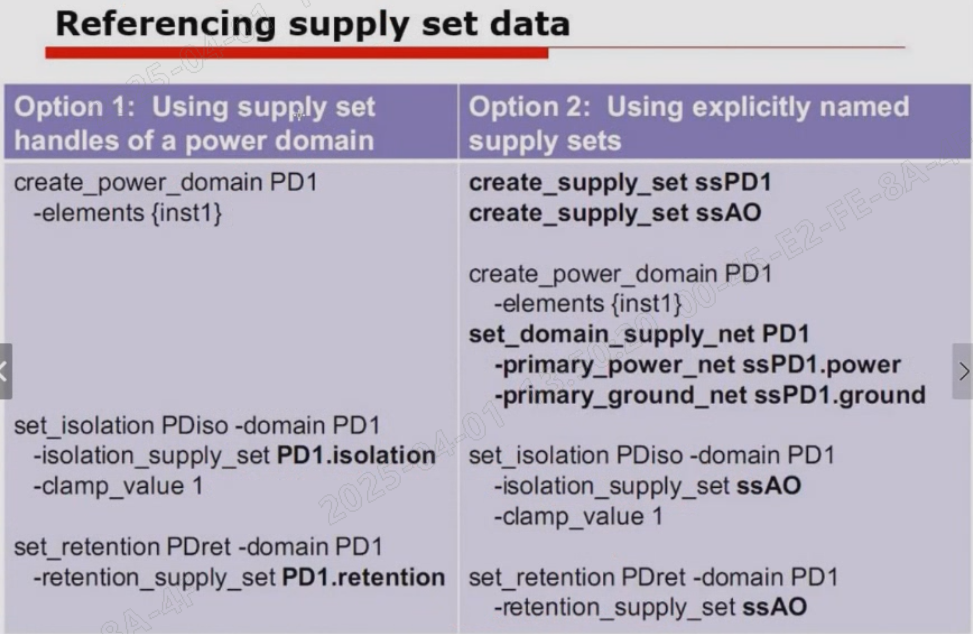 Referencing supply set data
Option 1: Using supply set
handles of a power domain
create_power_domain PD1
-elements {inst1}
set_isolation PDiso -domain PD1
-isolation_supply_set PD1.isolation
-clamp_value 1
set_retention PDret -domain PD1
-retention_supply_set PD1.retention
Option 2: Using explicitly named
supply sets
create_supply_set ssPD1
create_supply_set ssAO
create_power_domain PD1
-elements {inst1}
set_domain_supply_net PD1
-primary_power_net ssPD1.power
-primary_ground_net ssPD1.ground
set_isolation PDiso -domain PD1
-isolation_supply_set ssAO
-clamp_value 1
set_retention PDret -domain PD1
-retention_supply_set ssAO